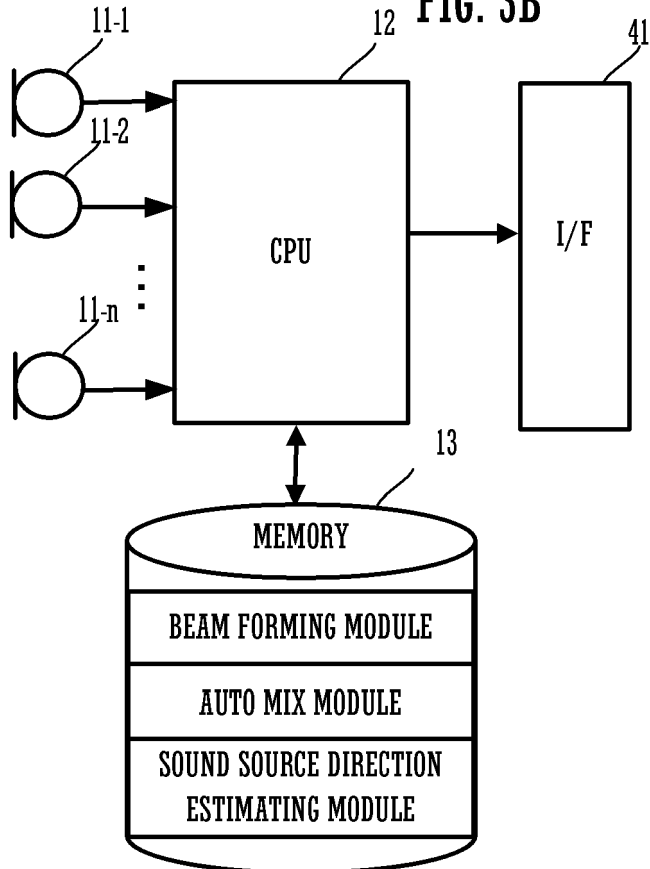 FIG. 3B
11-1
12
41
11-2
CPU
I/F
11-n
13
MEMORY
BEAM FORMING MODULE
AUTO MIX MODULE
SOUND SOURCE DIRECTION
ESTIMATING MODULE